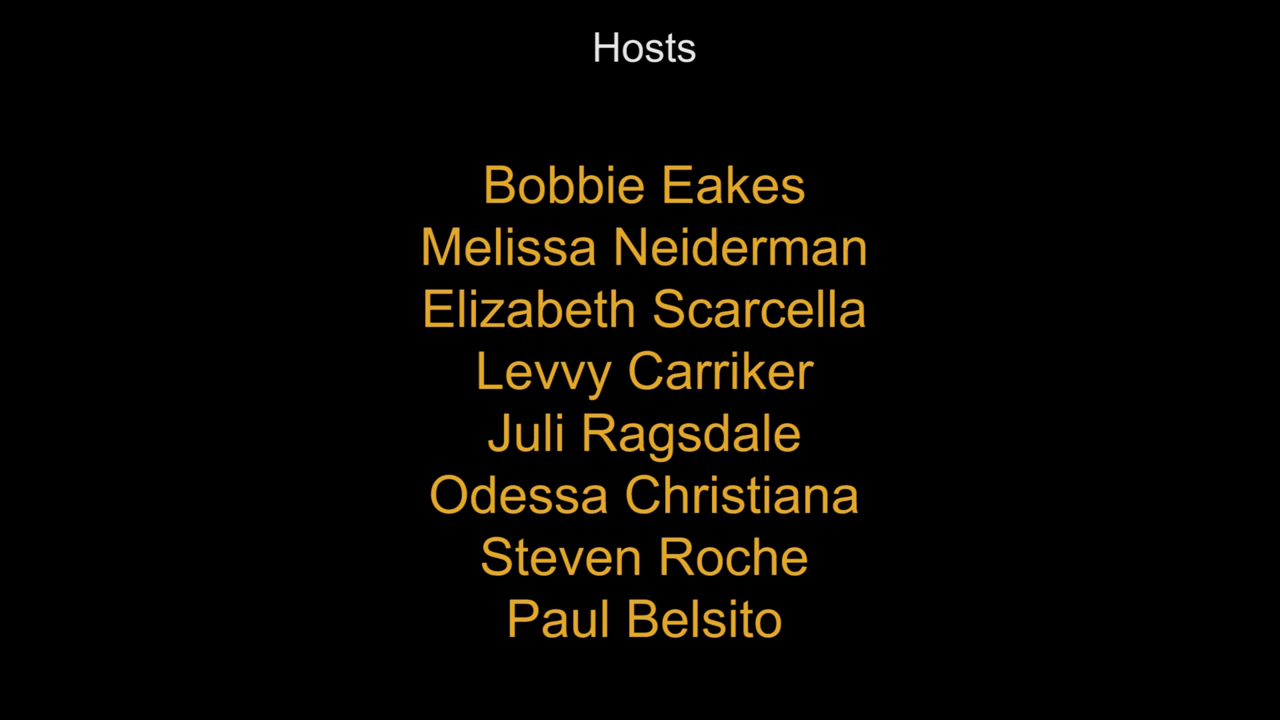 Hosts
Bobbie Eakes
Melissa Neiderman
Elizabeth Scarcella
Levvy Carriker
Juli Ragsdale
Odessa Christiana
Steven Roche
Paul Belsito